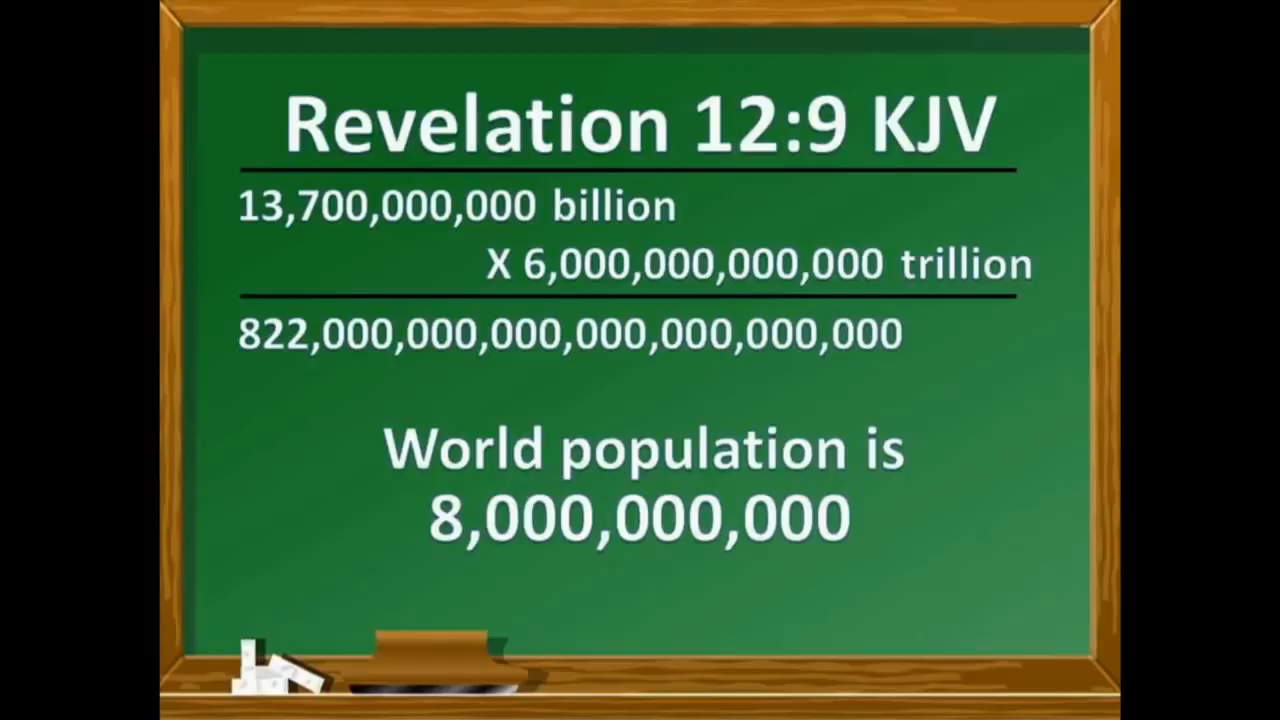 Revelation 12:9 KJV
13,700,000,000 billion
X 6,000,000,000,000 trillion
822,000,000,000,000,000,000,000
World population is
8,000,000,000